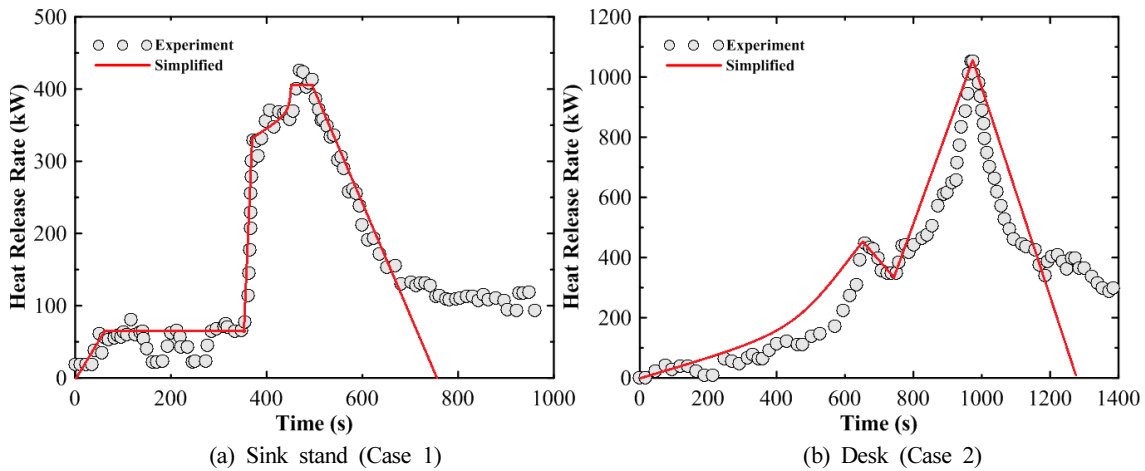 500
400
300
200
100
0
Heat Release Rate (kW)
Experiment
Simplified
0 200 400 600 800 1000
Time (s)
(a) Sink stand (Case 1)
1200
1000
800
600
400
200
0
Heat Release Rate (kW)
Experiment
Simplified
0 200 400 600 800 1000 1200 1400
Time (s)
(b) Desk (Case 2)